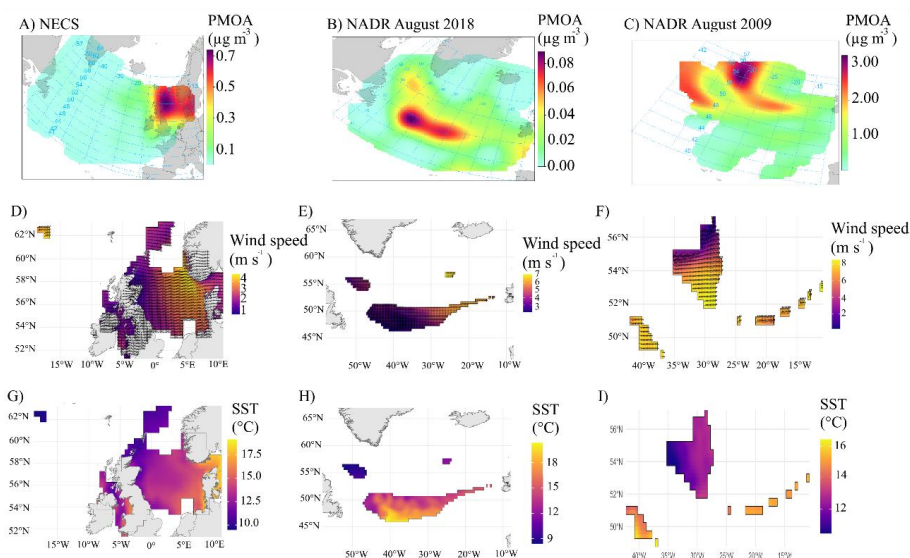 A) NECS
PMOA
(µg m⁻³)
0.7
0.5
0.3
0.1
B) NADR August 2018
PMOA
(µg m⁻³)
0.08
0.06
0.04
0.02
0.00
C) NADR August 2009
PMOA
(µg m⁻³)
3.00
2.00
1.00
D)
62°N
60°N
58°N
56°N
54°N
52°N
15°W
10°W
5°W
0°
5°E
10°E
Wind speed
(m s⁻¹)
4
3
2
1
E)
65°N
60°N
55°N
50°N
45°N
50°W
40°W
30°W
20°W
10°W
Wind speed
(m s⁻¹)
7
6
5
4
3
F)
56°N
54°N
52°N
50°N
40°W
35°W
30°W
25°W
20°W
15°W
Wind speed
(m s⁻¹)
8
6
4
2
G)
62°N
60°N
58°N
56°N
54°N
52°N
15°W
10°W
5°W
0°
5°E
10°E
SST
(°C)
17.5
15.0
12.5
10.0
H)
65°N
60°N
55°N
50°N
45°N
50°W
40°W
30°W
20°W
10°W
SST
(°C)
18
15
12
9
I)
56°N
54°N
51°N
50°N
40°W
35°W
30°W
25°W
20°W
15°W
SST
(°C)
16
14
12